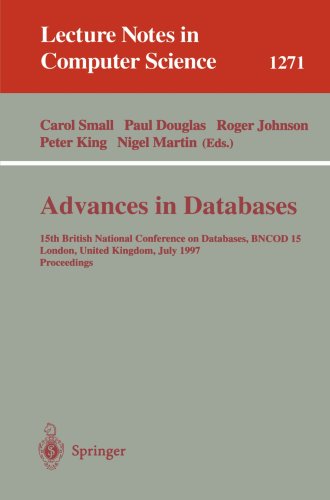 Lecture Notes in
Computer Science 1271
Carol Small Paul Douglas Roger Johnson
Peter King Nigel Martin (Eds.)
Advances in Databases
15th British National Conference on Databases, BNCOD 15
London, United Kingdom, July 1997
Proceedings
Springer